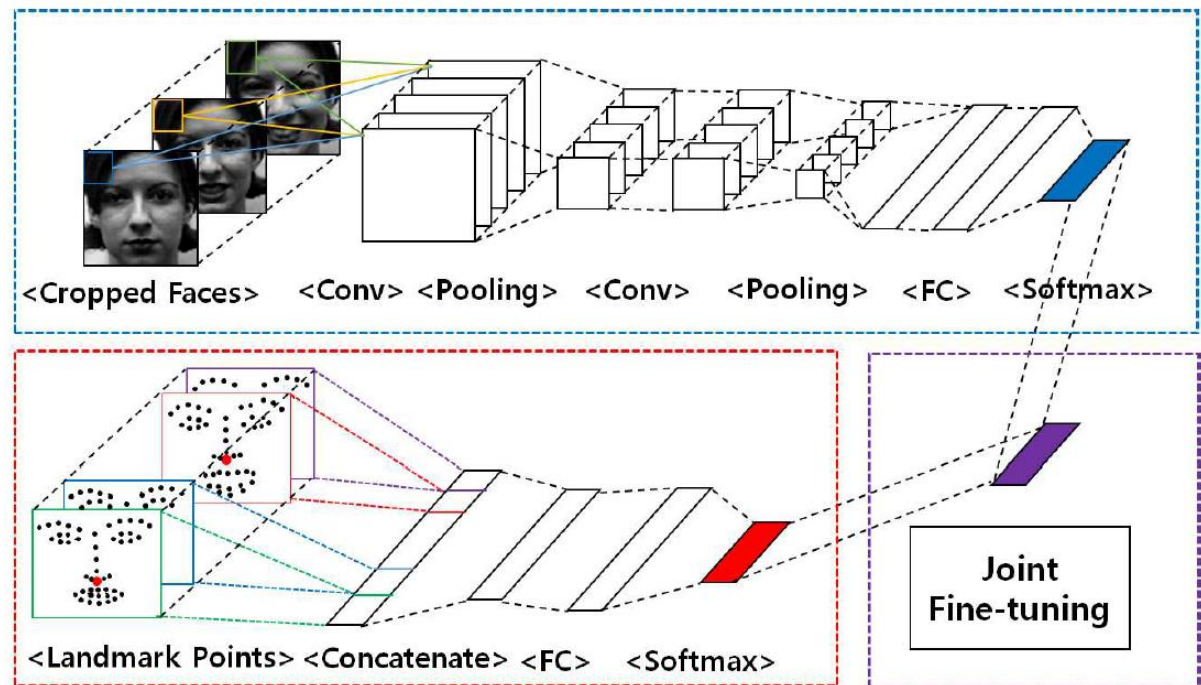 <Cropped Faces> <Conv> <Pooling> <Conv> <Pooling> <FC> <Softmax>
<Landmark Points> <Concatenate> <FC> <Softmax>
Joint
Fine-tuning